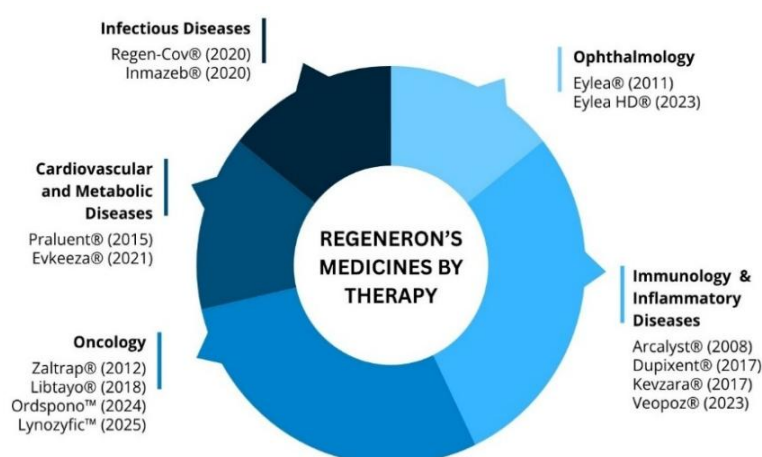 Infectious Diseases
Regen-Cov® (2020)
Inmazeb® (2020)
Ophthalmology
Eylea® (2011)
Eylea HD® (2023)
Cardiovascular
and Metabolic
Diseases
Praluent® (2015)
Evkeeza® (2021)
REGENERON'S
MEDICINES BY
THERAPY
Immunology &
Inflammatory
Diseases
Arcalyst® (2008)
Dupixent® (2017)
Kevzara® (2017)
Veopoz® (2023)
Oncology
Zaltrap® (2012)
Libtayo® (2018)
Ordspono™ (2024)
Lynozyfic™ (2025)